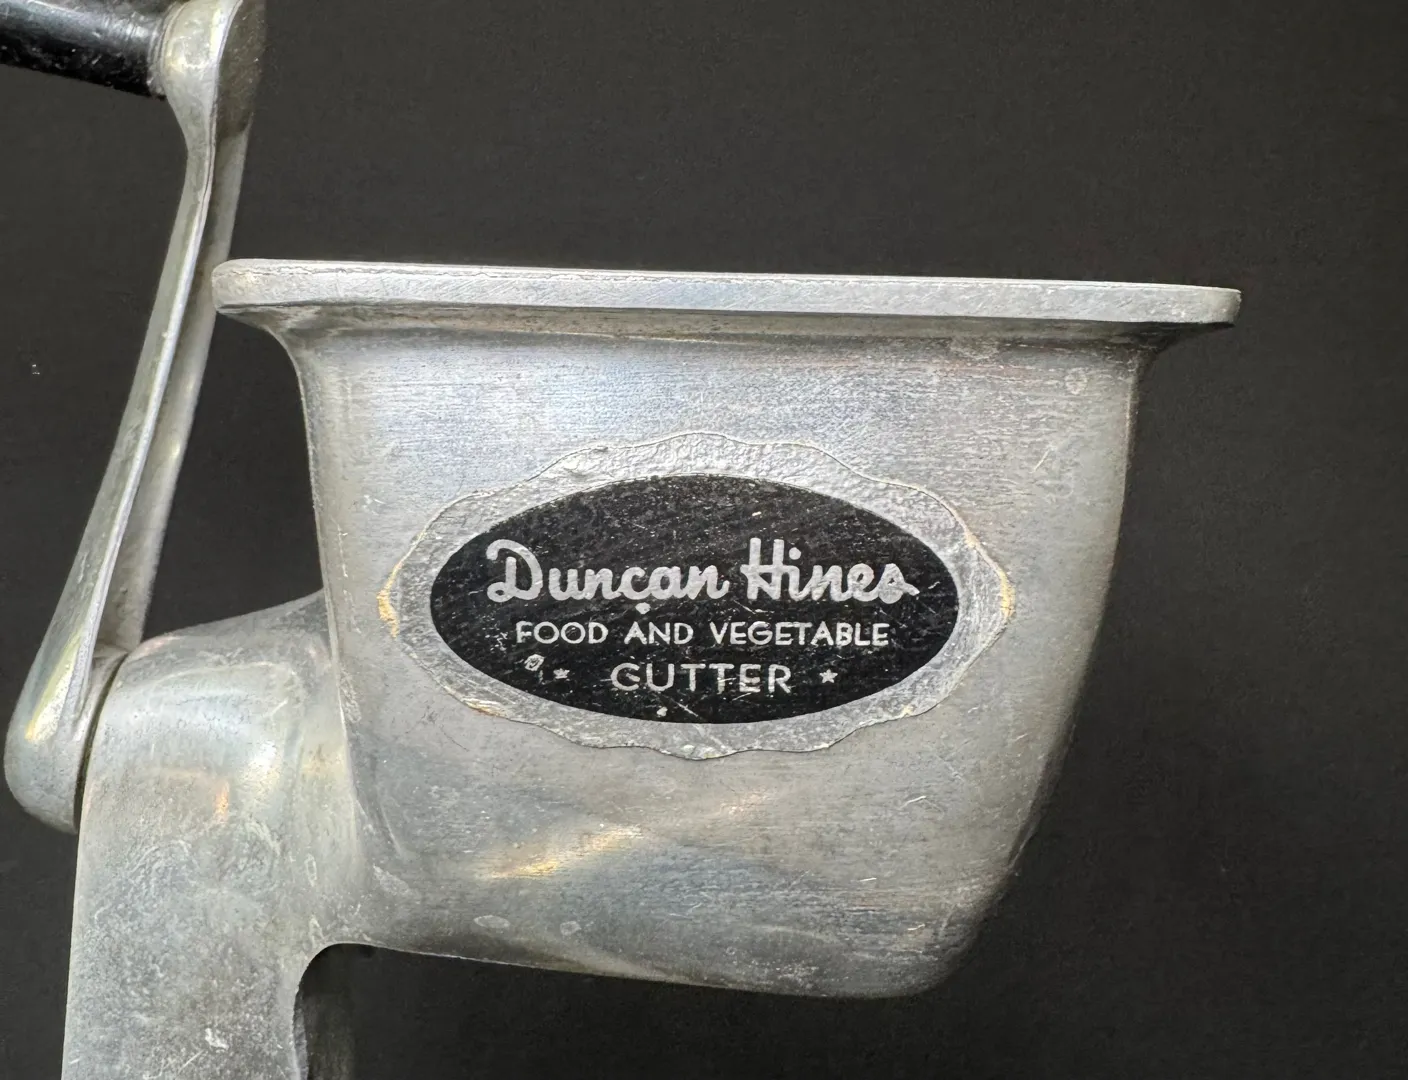 Duncan Hines
FOOD AND VEGETABLE
CUTTER